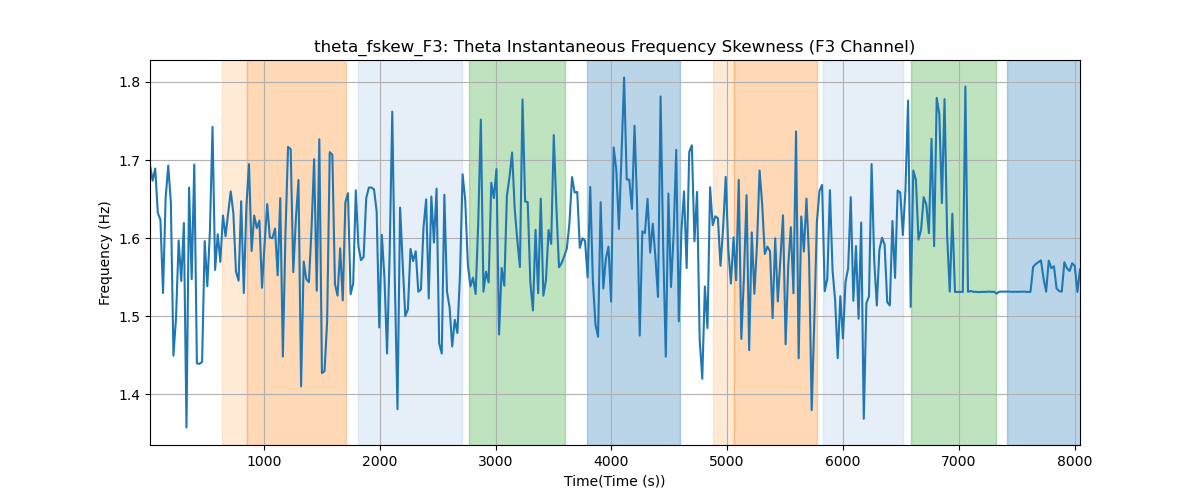 theta_fskew_F3: Theta Instantaneous Frequency Skewness (F3 Channel)
Frequency (Hz)
1.8
1.7
1.6
1.5
1.4
1000 2000 3000 4000 5000 6000 7000 8000
Time(Time (s))